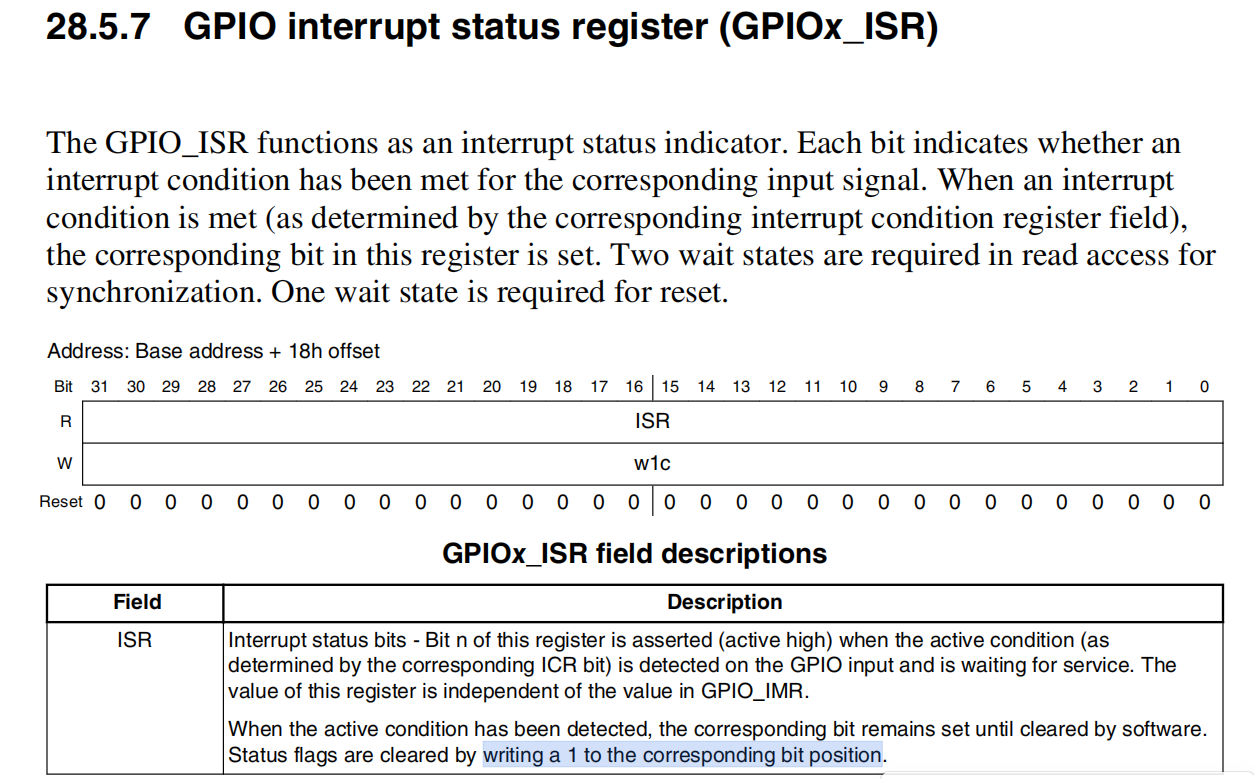 28.5.7 GPIO interrupt status register (GPIOx_ISR)
The GPIO_ISR functions as an interrupt status indicator. Each bit indicates whether an
interrupt condition has been met for the corresponding input signal. When an interrupt
condition is met (as determined by the corresponding interrupt condition register field),
the corresponding bit in this register is set. Two wait states are required in read access for
synchronization. One wait state is required for reset.
Address: Base address + 18h offset
Bit 31 30 29 28 27 26 25 24 23 22 21 20 19 18 17 16 15 14 13 12 11 10 9 8 7 6 5 4 3 2 1 0
R ISR
W w1c
Reset 0 0 0 0 0 0 0 0 0 0 0 0 0 0 0 0 0 0 0 0 0 0 0 0 0 0 0 0 0 0 0 0
GPIOx_ISR field descriptions
Field Description
ISR Interrupt status bits - Bit n of this register is asserted (active high) when the active condition (as
determined by the corresponding ICR bit) is detected on the GPIO input and is waiting for service. The
value of this register is independent of the value in GPIO_IMR.
When the active condition has been detected, the corresponding bit remains set until cleared by software.
Status flags are cleared by writing a 1 to the corresponding bit position.